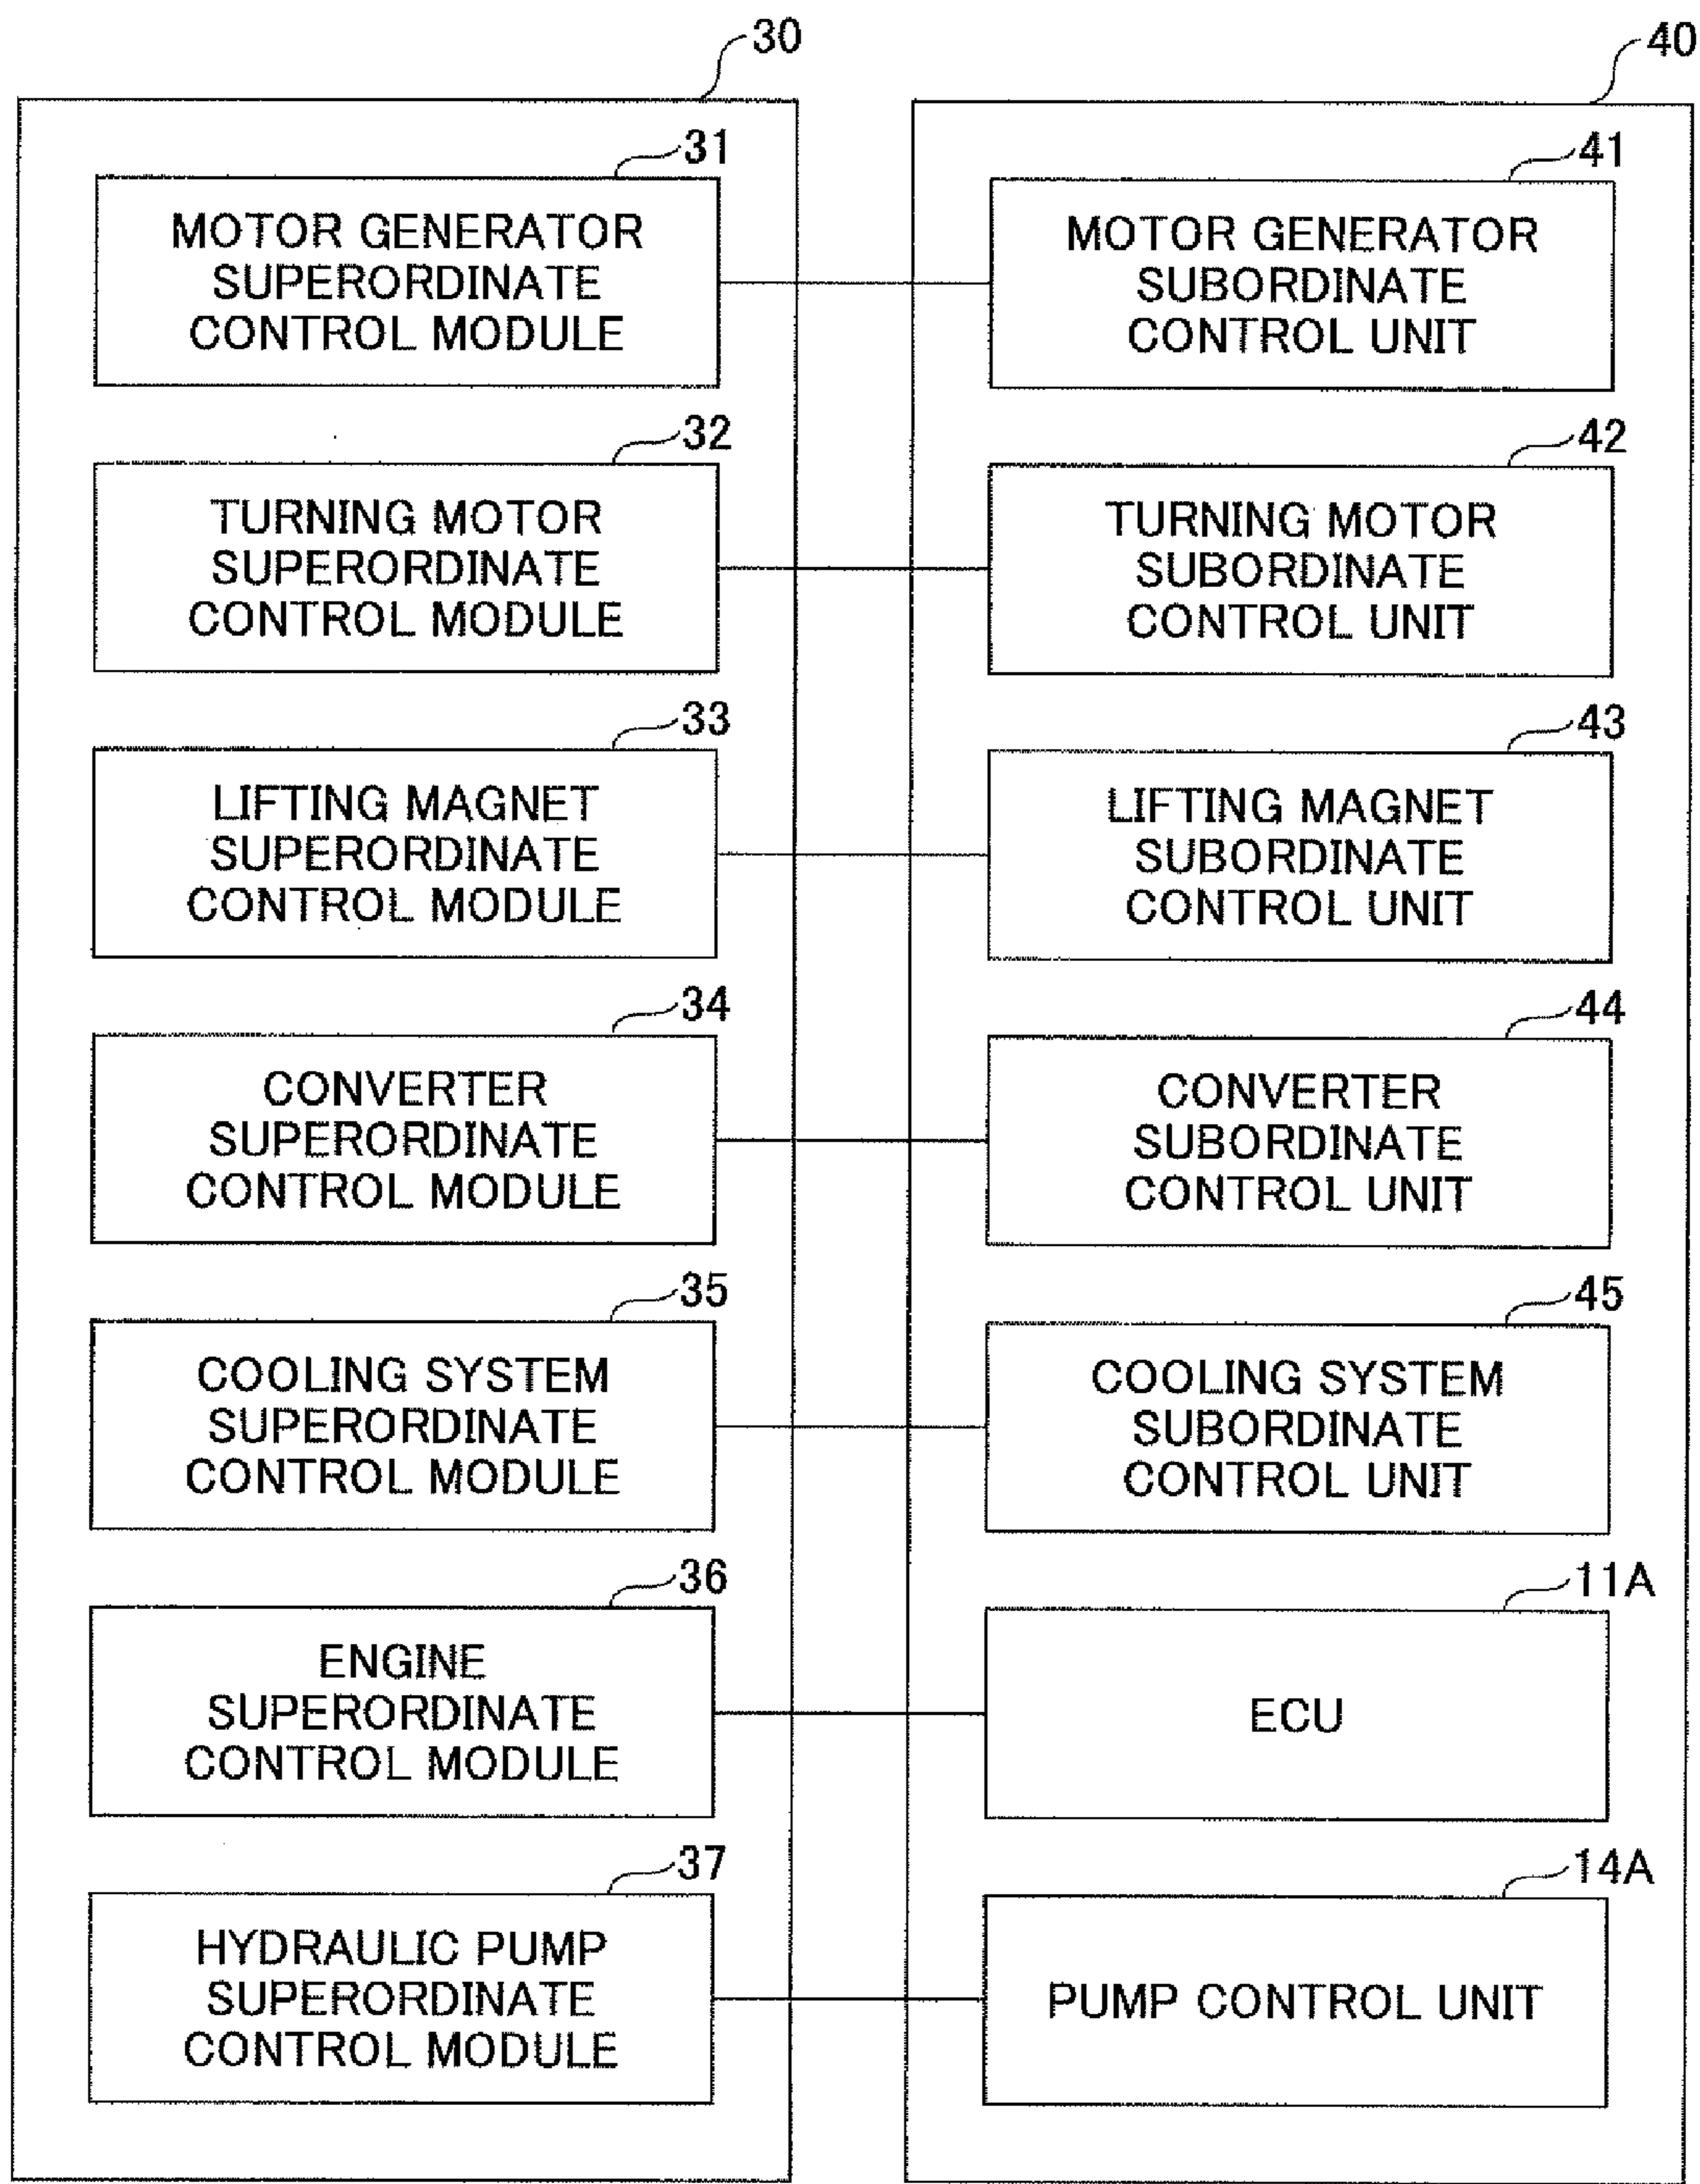 30
31
MOTOR GENERATOR
SUPERORDINATE
CONTROL MODULE
32
TURNING MOTOR
SUPERORDINATE
CONTROL MODULE
33
LIFTING MAGNET
SUPERORDINATE
CONTROL MODULE
34
CONVERTER
SUPERORDINATE
CONTROL MODULE
35
COOLING SYSTEM
SUPERORDINATE
CONTROL MODULE
36
ENGINE
SUPERORDINATE
CONTROL MODULE
37
HYDRAULIC PUMP
SUPERORDINATE
CONTROL MODULE
40
41
MOTOR GENERATOR
SUBORDINATE
CONTROL UNIT
42
TURNING MOTOR
SUBORDINATE
CONTROL UNIT
43
LIFTING MAGNET
SUBORDINATE
CONTROL UNIT
44
CONVERTER
SUBORDINATE
CONTROL UNIT
45
COOLING SYSTEM
SUBORDINATE
CONTROL UNIT
11A
ECU
14A
PUMP CONTROL UNIT